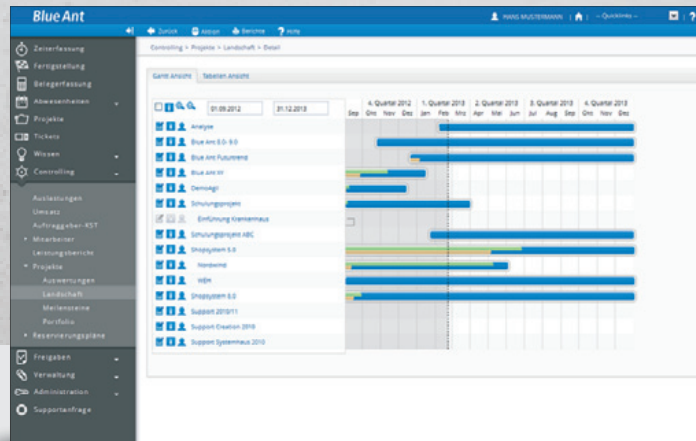 Blue Ant
HANS MUSTERMANN | | - Quicklinks - | ?
Zurück Aktion Berichte ? Hilfe
Controlling > Projekte > Landschaft > Detail
Zeiterfassung
Fertigstellung
Belegerfassung
Abwesenheiten
Projekte
Tickets
Wissen
Controlling
Auslastungen
Umsatz
Auftraggeber-KST
Mitarbeiter
Leistungsbericht
Projekte
Auswertungen
Landschaft
Meilensteine
Portfolio
Reservierungspläne
Freigaben
Verwaltung
Administration
Supportanfrage
Gantt Ansicht Tabellen Ansicht
01.09.2012 31.12.2013
4. Quartal 2012 1. Quartal 2013 2. Quartal 2013 3. Quartal 2013 4. Quartal 2013
Sep Okt Nov Dez Jan Feb Mrz Apr Mai Jun Jul Aug Sep Okt Nov Dez
Analyse
Blue Ant 8.0- 9.0
Blue Ant Futuretrend
Blue Ant XY
DemoAgil
Schulungsprojekt
Einführung Krankenhaus
Schulungsprojekt ABC
Shopsystem 5.0
Nordwind
WBM
Shopsystem 6.0
Support 2010/11
Support Creation 2010
Support Systemhaus 2010